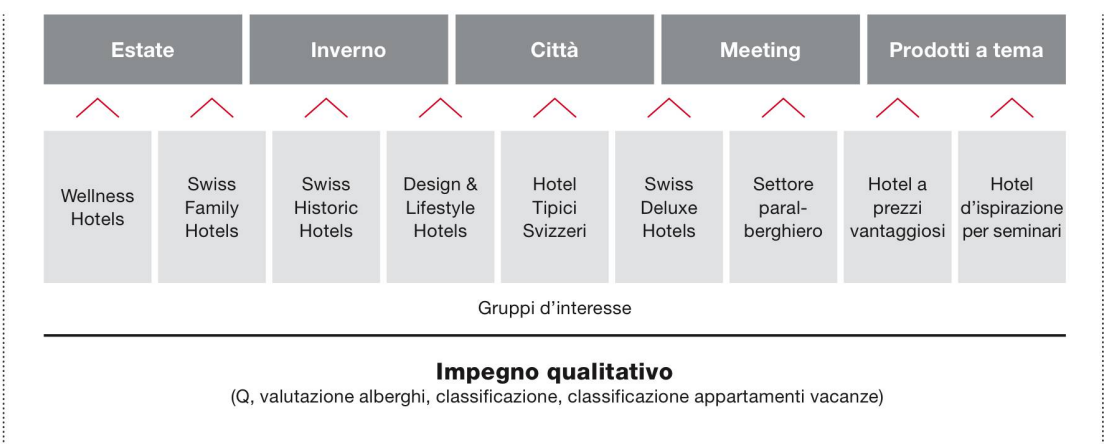 Estate
Inverno
Città
Meeting
Prodotti a tema
Wellness
Hotels
Swiss
Family
Hotels
Swiss
Historic
Hotels
Design &
Lifestyle
Hotels
Hotel
Tipici
Svizzeri
Swiss
Deluxe
Hotels
Settore
paral-
berghiero
Hotel a
prezzi
vantaggiosi
Hotel
d’ispirazione
per seminari
Gruppi d’interesse
Impegno qualitativo
(Q, valutazione alberghi, classificazione, classificazione appartamenti vacanze)